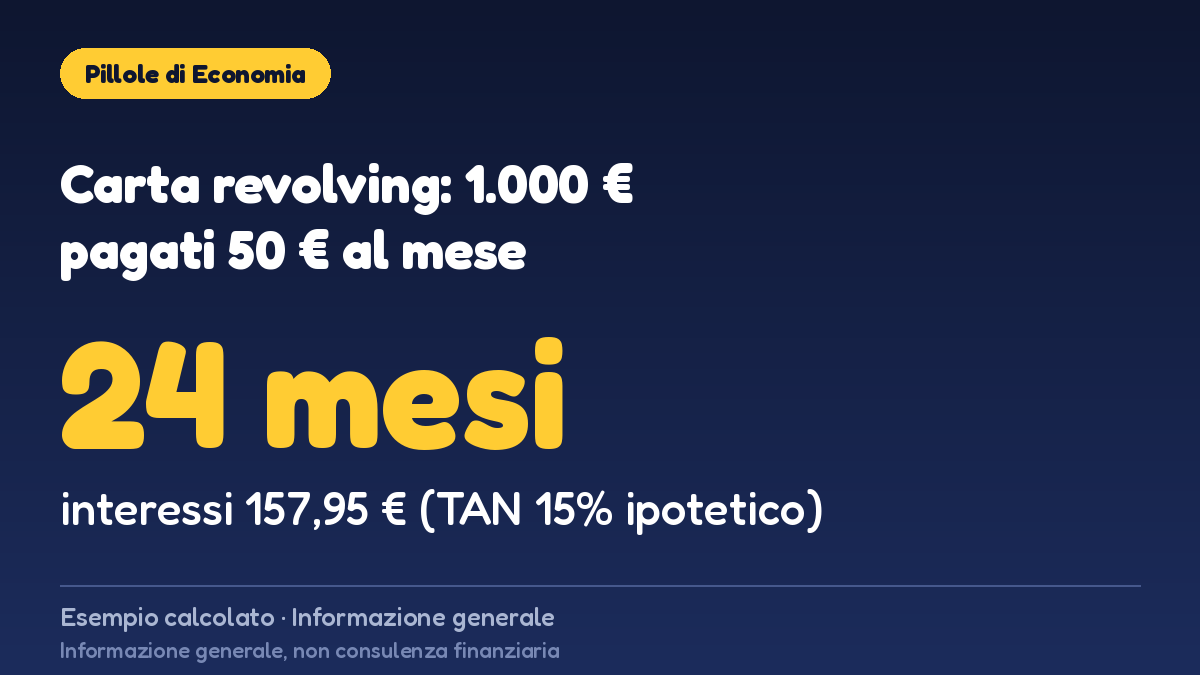 Pillole di Economia
Carta revolving: 1.000 €
pagati 50 € al mese
24 mesi
interessi 157,95 € (TAN 15% ipotetico)
Esempio calcolato · Informazione generale
Informazione generale, non consulenza finanziaria